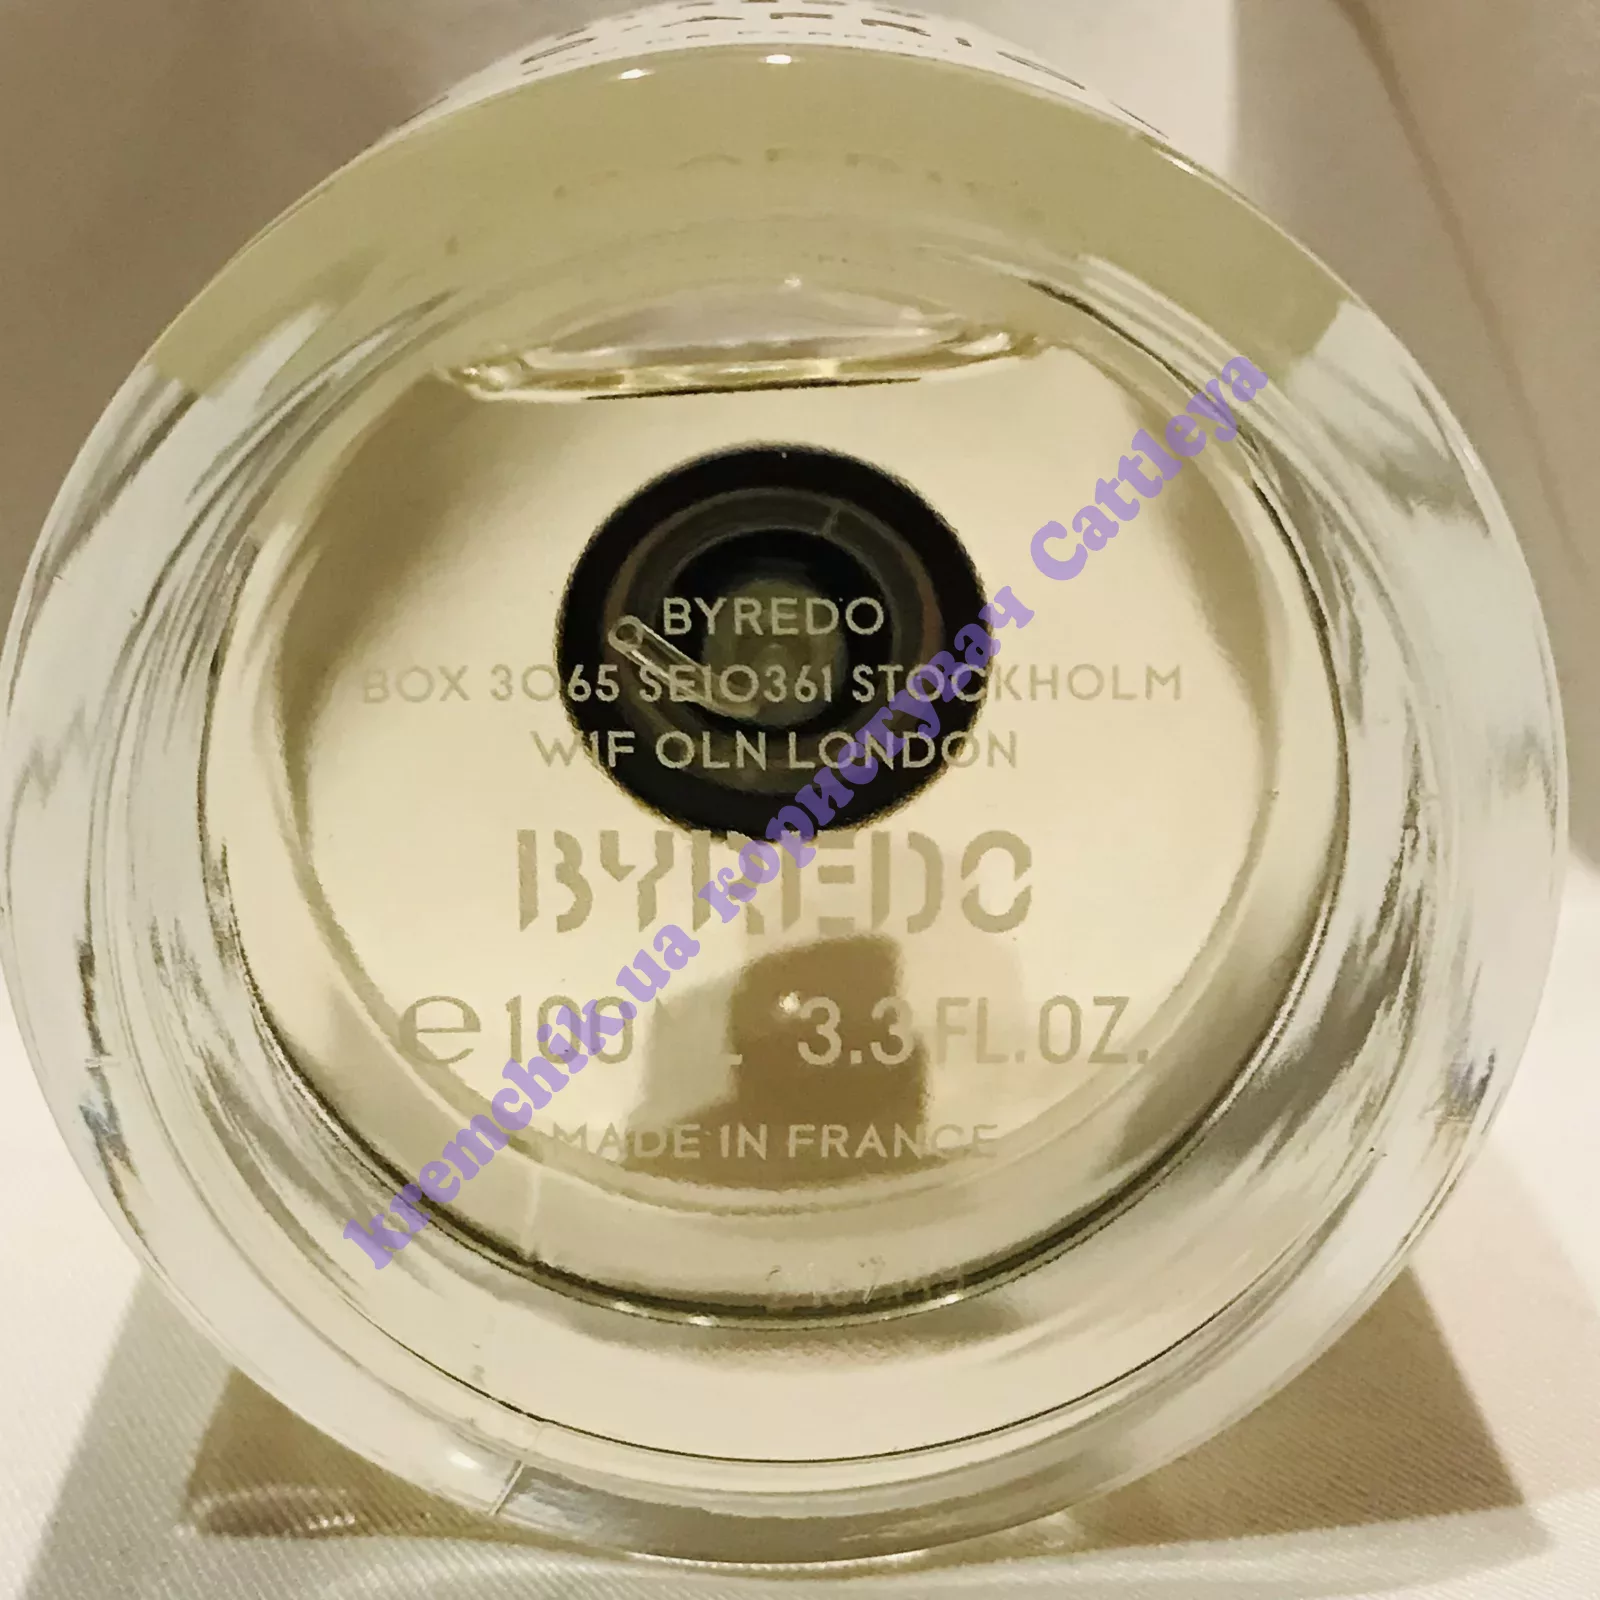 BYREDO
BOX 3065 SE10361 STOCKHOLM
W1F OLN LONDON
BYREDO
e 100 ML 3.3 FL.OZ.
MADE IN FRANCE
kremchik.ua користувач Cattleya